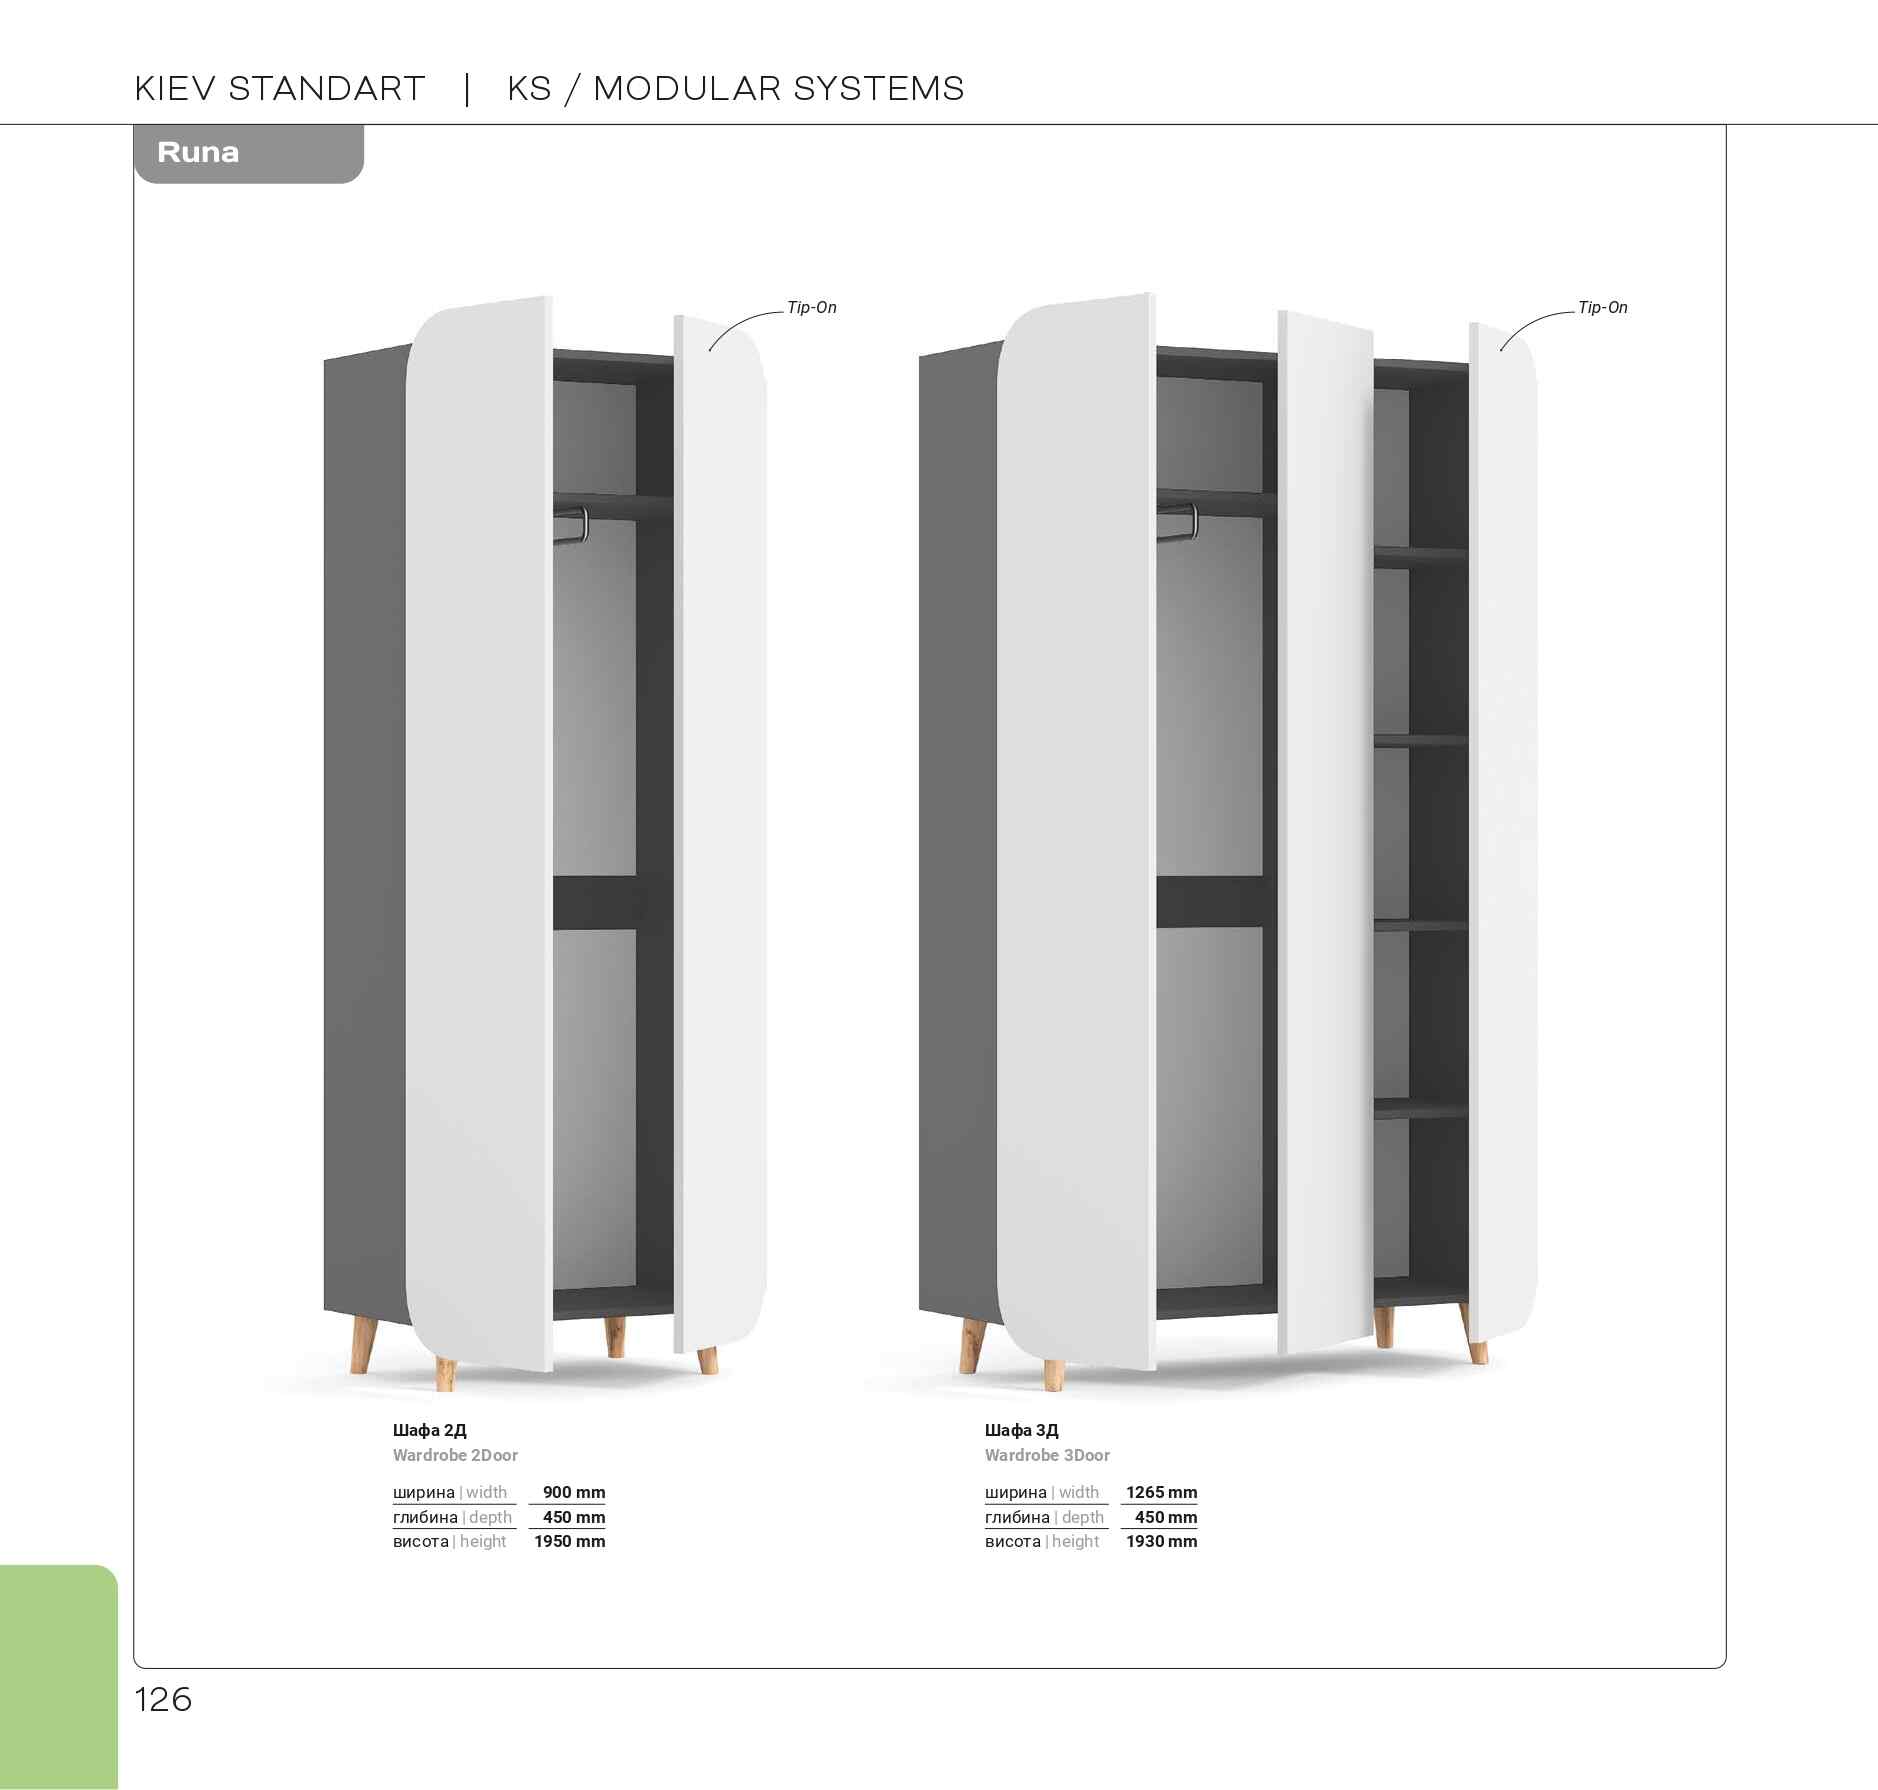 KIEV STANDART | KS / MODULAR SYSTEMS
Runa
Tip-On
Tip-On
Шафа 2Д
Wardrobe 2Door
ширина | width 900 mm
глибина | depth 450 mm
висота | height 1950 mm
Шафа 3Д
Wardrobe 3Door
ширина | width 1265 mm
глибина | depth 450 mm
висота | height 1930 mm
126